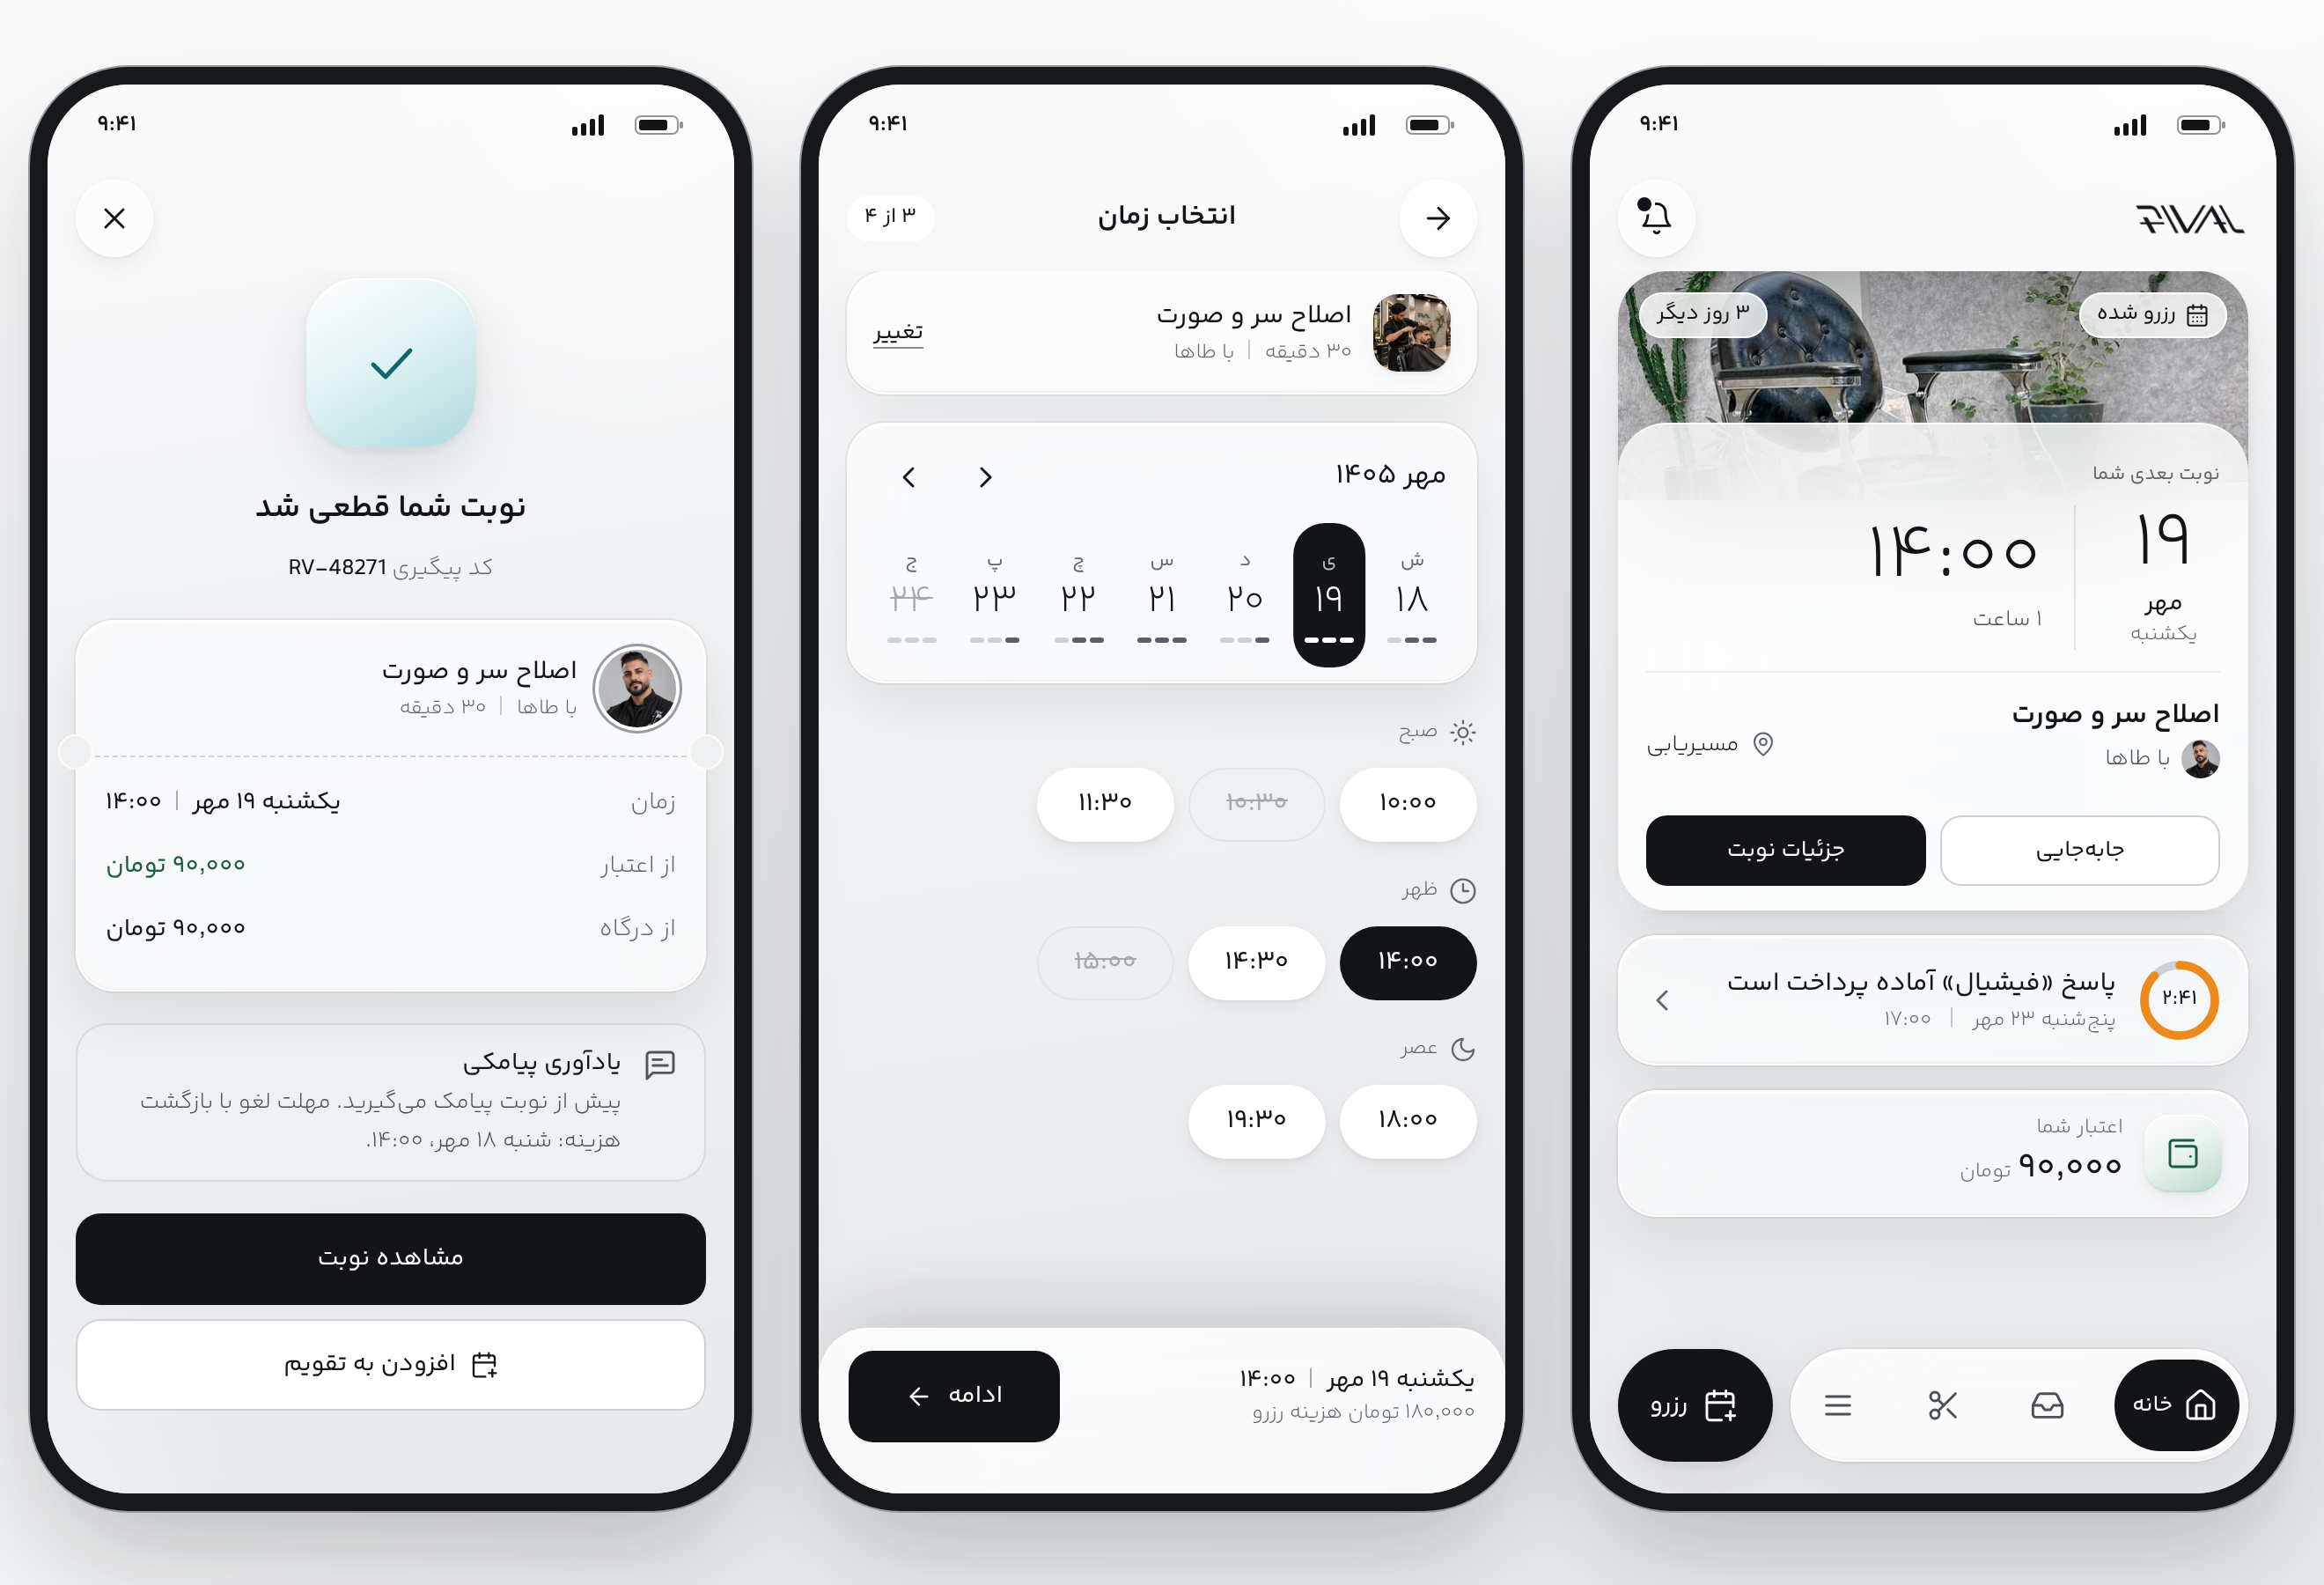 ۹:۴۱
RIVAL
رزرو شده
۳ روز دیگر
نوبت بعدی شما
۱۹
مهر
یکشنبه
۱۴:۰۰
۱ ساعت
اصلاح سر و صورت
با طاها
مسیریابی
جابه‌جایی
جزئیات نوبت
۲:۴۱
پاسخ «فیشیال» آماده پرداخت است
پنج‌شنبه ۲۳ مهر | ۱۷:۰۰
اعتبار شما
۹۰,۰۰۰ تومان
خانه
رزرو
۹:۴۱
انتخاب زمان
۳ از ۴
اصلاح سر و صورت
۳۰ دقیقه | با طاها
تغییر
مهر ۱۴۰۵
ش ی د س چ پ ج
۱۸ ۱۹ ۲۰ ۲۱ ۲۲ ۲۳ ۲۴
صبح
۱۰:۰۰ ۱۰:۳۰ ۱۱:۳۰
ظهر
۱۴:۰۰ ۱۴:۳۰ ۱۵:۰۰
عصر
۱۸:۰۰ ۱۹:۳۰
یکشنبه ۱۹ مهر | ۱۴:۰۰
۱۸۰,۰۰۰ تومان هزینه رزرو
ادامه
۹:۴۱
نوبت شما قطعی شد
کد پیگیری RV-48271
اصلاح سر و صورت
با طاها | ۳۰ دقیقه
زمان
یکشنبه ۱۹ مهر | ۱۴:۰۰
از اعتبار
۹۰,۰۰۰ تومان
از درگاه
۹۰,۰۰۰ تومان
یادآوری پیامکی
پیش از نوبت پیامک می‌گیرید. مهلت لغو با بازگشت
هزینه: شنبه ۱۸ مهر، ۱۴:۰۰.
مشاهده نوبت
افزودن به تقویم